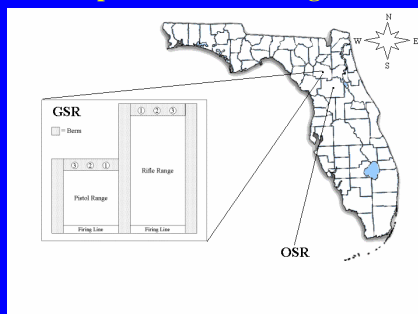 N
W E
S
GSR
= Berm
① ② ③
Rifle Range
③ ② ①
Pistol Range
Firing Line Firing Line
OSR